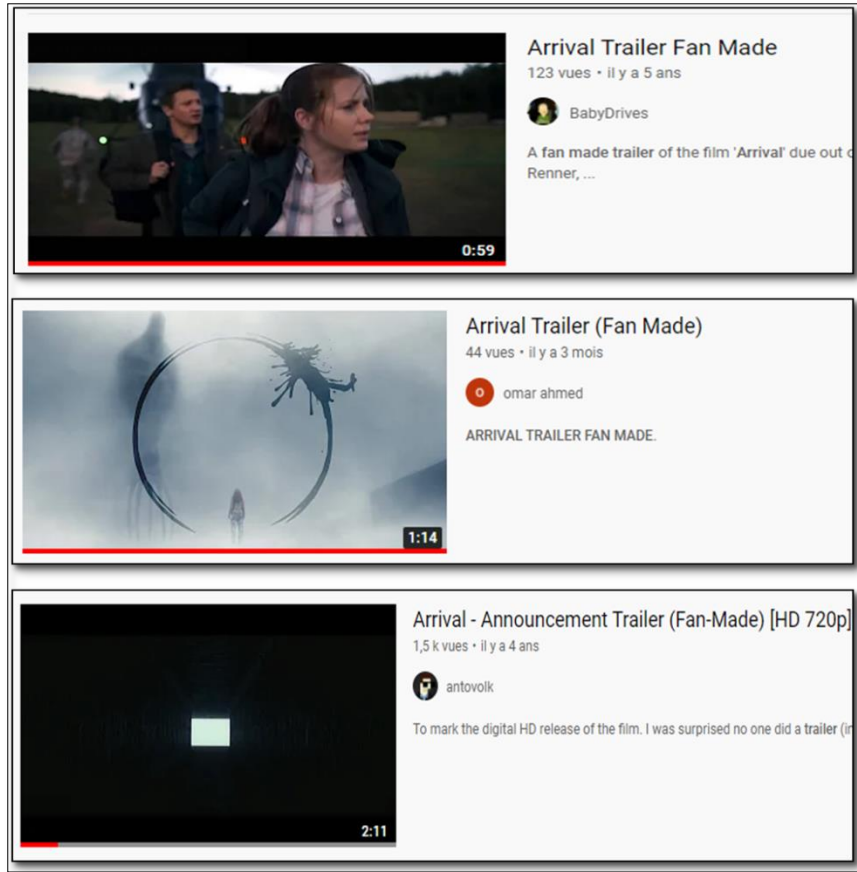 Arrival Trailer Fan Made
123 vues • il y a 5 ans
BabyDrives
A fan made trailer of the film 'Arrival' due out
Renner, ...
0:59
Arrival Trailer (Fan Made)
44 vues • il y a 3 mois
O omar ahmed
ARRIVAL TRAILER FAN MADE.
1:14
Arrival - Announcement Trailer (Fan-Made) [HD 720p]
1,5 k vues • il y a 4 ans
antovolk
To mark the digital HD release of the film. I was surprised no one did a trailer
2:11